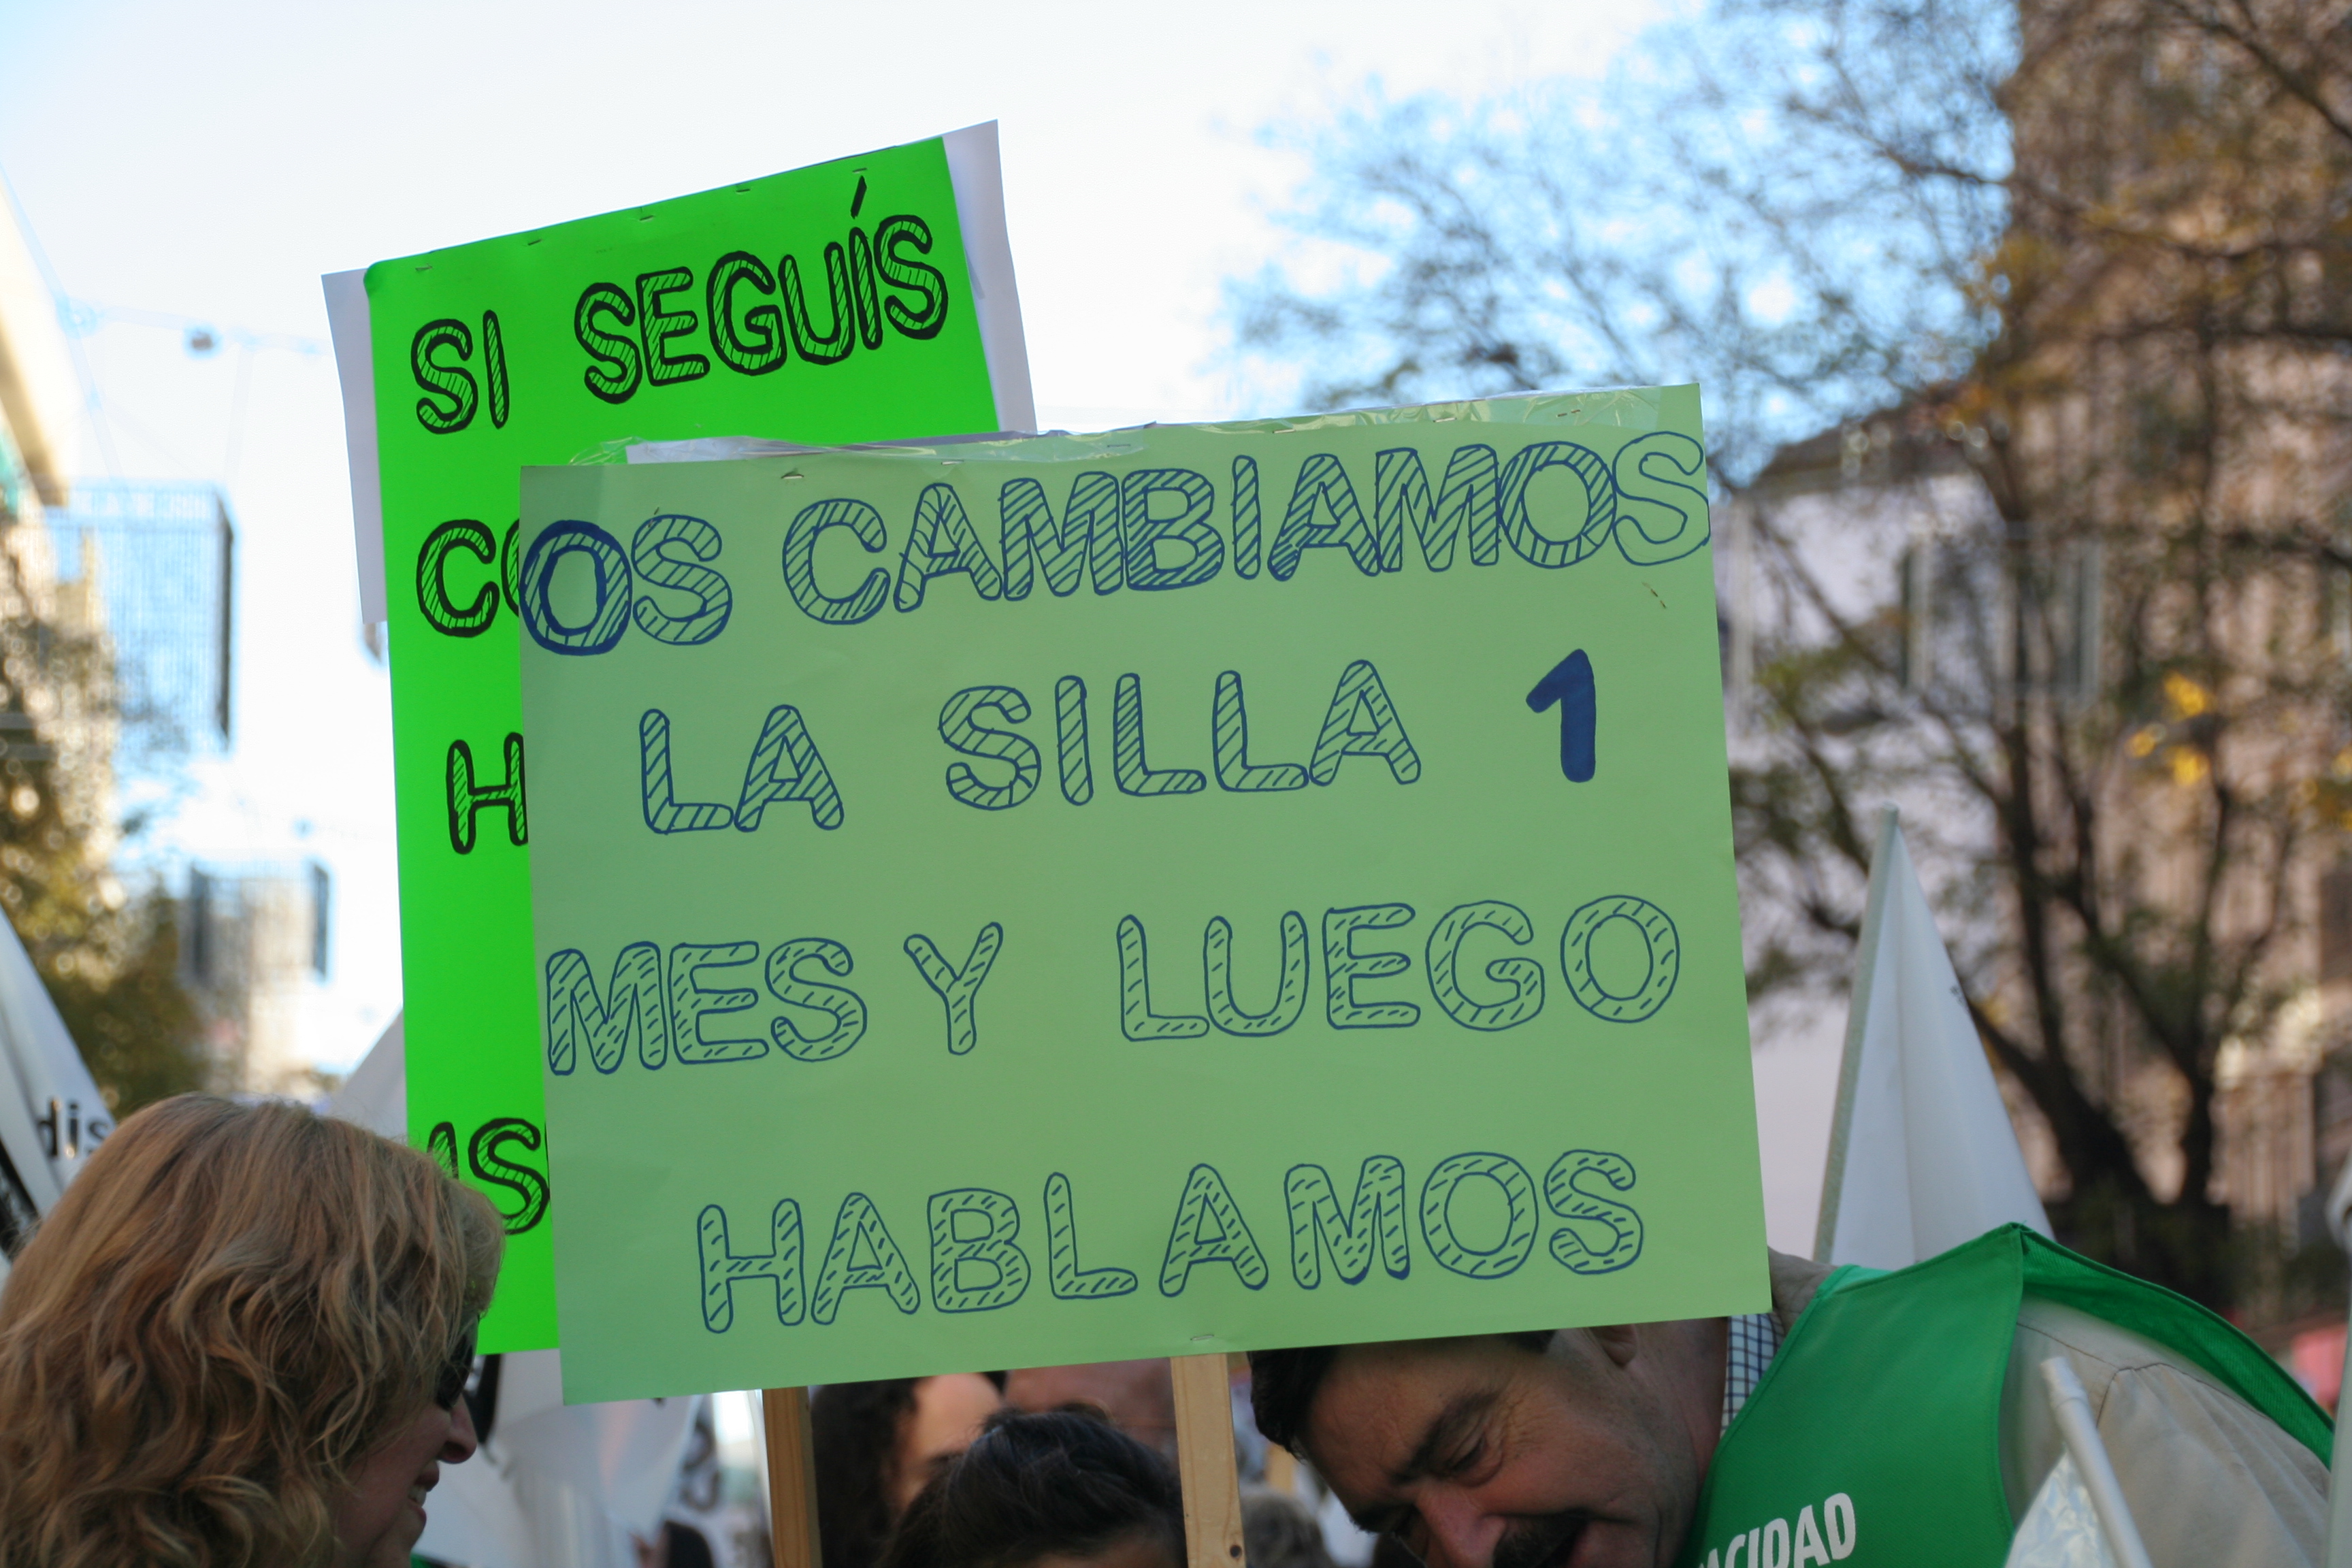 SI SEGUÍS
OS CAMBIAMOS
LA SILLA 1
MES Y LUEGO
HABLAMOS